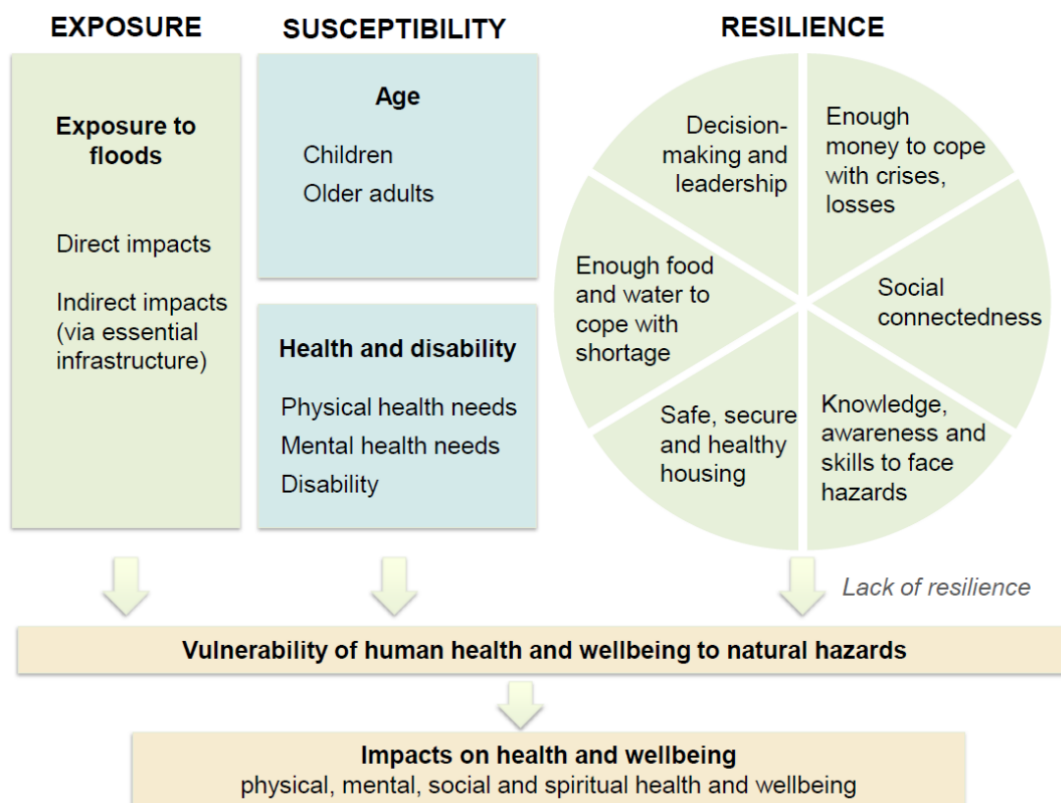 EXPOSURE
SUSCEPTIBILITY
RESILIENCE
Exposure to
floods
Direct impacts
Indirect impacts
(via essential
infrastructure)
Age
Children
Older adults
Health and disability
Physical health needs
Mental health needs
Disability
Decision-
making and
leadership
Enough
money to cope
with crises,
losses
Enough food
and water to
cope with
shortage
Social
connectedness
Safe, secure
and healthy
housing
Knowledge,
awareness and
skills to face
hazards
Lack of resilience
Vulnerability of human health and wellbeing to natural hazards
Impacts on health and wellbeing
physical, mental, social and spiritual health and wellbeing